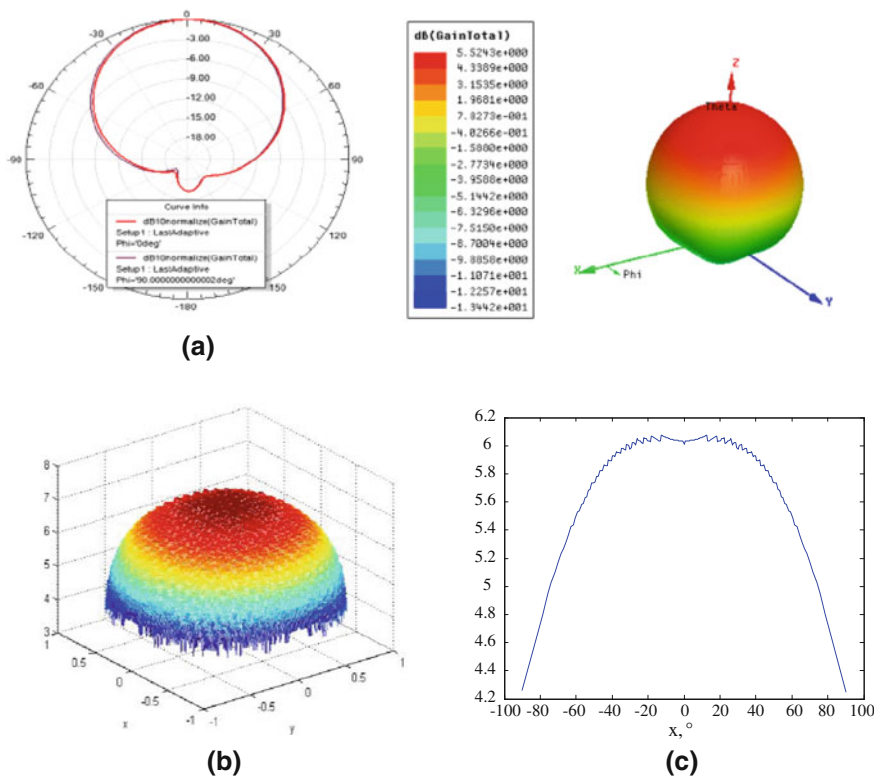 0
-30
30
-3.00
-6.00
-60
60
-9.00
-12.00
-15.00
-18.00
-90
90
Curve Info
dB10normalize(GainTotal)
Setup1 : LastAdaptive
Phi='0deg'
dB10normalize(GainTotal)
Setup1 : LastAdaptive
Phi='90.0000000000002deg'
-120
120
-150
150
-180
dB(GainTotal)
5.5243e+000
4.3389e+000
3.1535e+000
1.9681e+000
7.8273e-001
-4.0266e-001
-1.5880e+000
-2.7734e+000
-3.9588e+000
-5.1442e+000
-6.3296e+000
-7.5150e+000
-8.7004e+000
-9.8858e+000
-1.1071e+001
-1.2257e+001
-1.3442e+001
Z
Theta
X
Phi
Y
(a)
8
7
6
5
4
3
1
0.5
0
-0.5
-1
x
-1
-0.5
0
0.5
1
y
(b)
6.2
6
5.8
5.6
5.4
5.2
5
4.8
4.6
4.4
4.2
-100 -80 -60 -40 -20 0 20 40 60 80 100
x, °
(c)